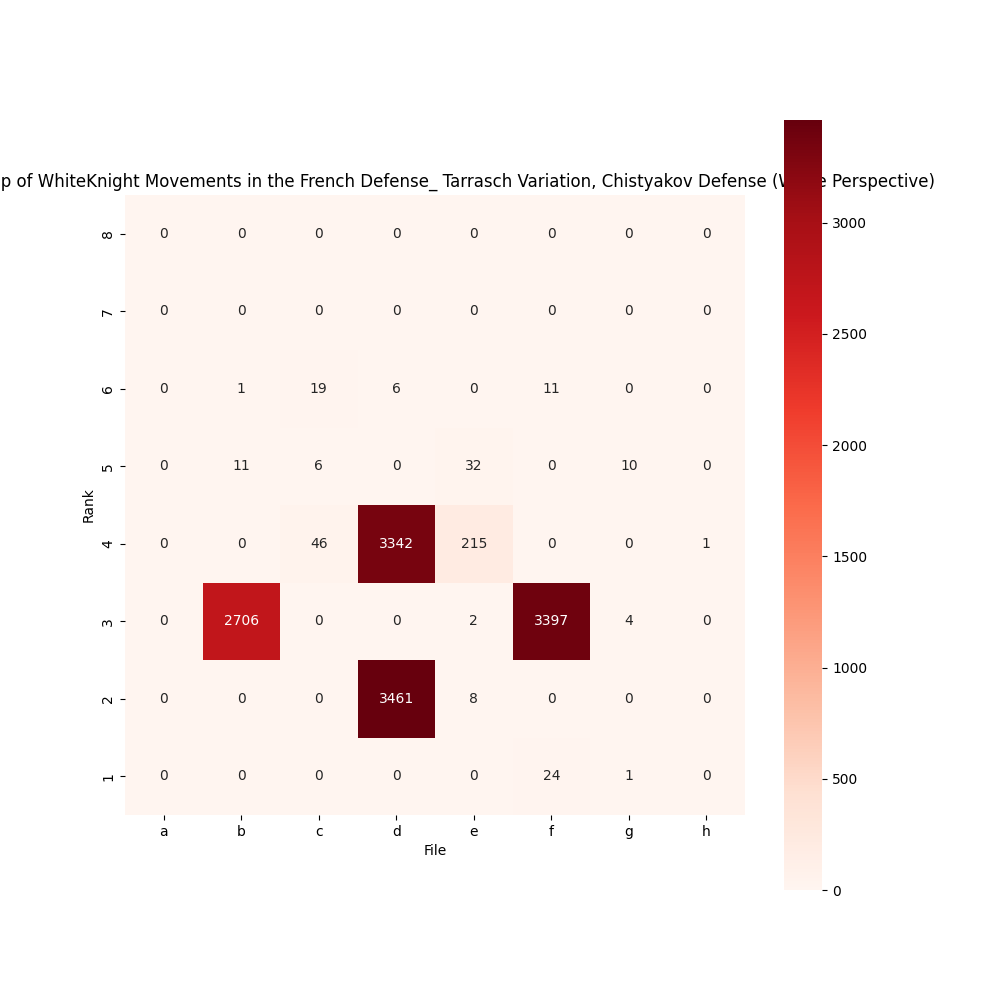 p of WhiteKnight Movements in the French Defense_ Tarrasch Variation, Chistyakov Defense (W e Perspective)
8 0 0 0 0 0 0 0 0
7 0 0 0 0 0 0 0 0
6 0 1 19 6 0 11 0 0
5 0 11 6 0 32 0 10 0
4 0 0 46 3342 215 0 0 1
3 0 2706 0 0 2 3397 4 0
2 0 0 0 3461 8 0 0 0
1 0 0 0 0 0 24 1 0
a b c d e f g h
File
Rank
3000
2500
2000
1500
1000
500
0